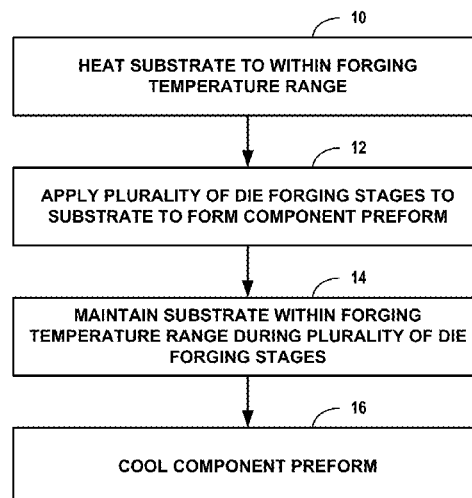 10
HEAT SUBSTRATE TO WITHIN FORGING
TEMPERATURE RANGE
12
APPLY PLURALITY OF DIE FORGING STAGES TO
SUBSTRATE TO FORM COMPONENT PREFORM
14
MAINTAIN SUBSTRATE WITHIN FORGING
TEMPERATURE RANGE DURING PLURALITY OF DIE
FORGING STAGES
16
COOL COMPONENT PREFORM